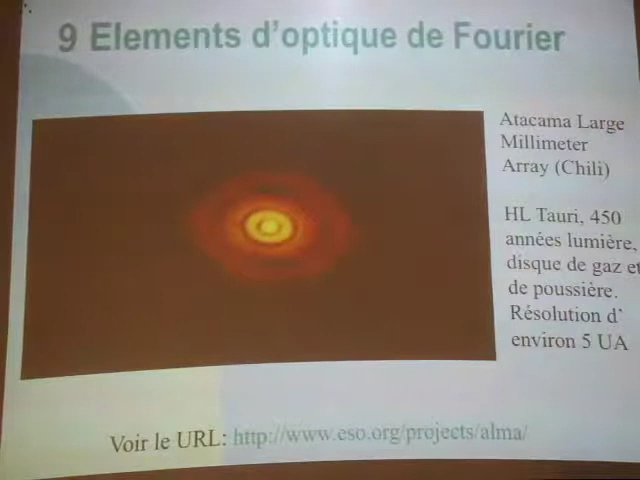 9 Elements d'optique de Fourier
Atacama Large
Millimeter
Array (Chili)
HL Tauri, 450
années lumière,
disque de gaz et
de poussière.
Résolution d'
environ 5 UA
Voir le URL: http://www.eso.org/projects/alma/